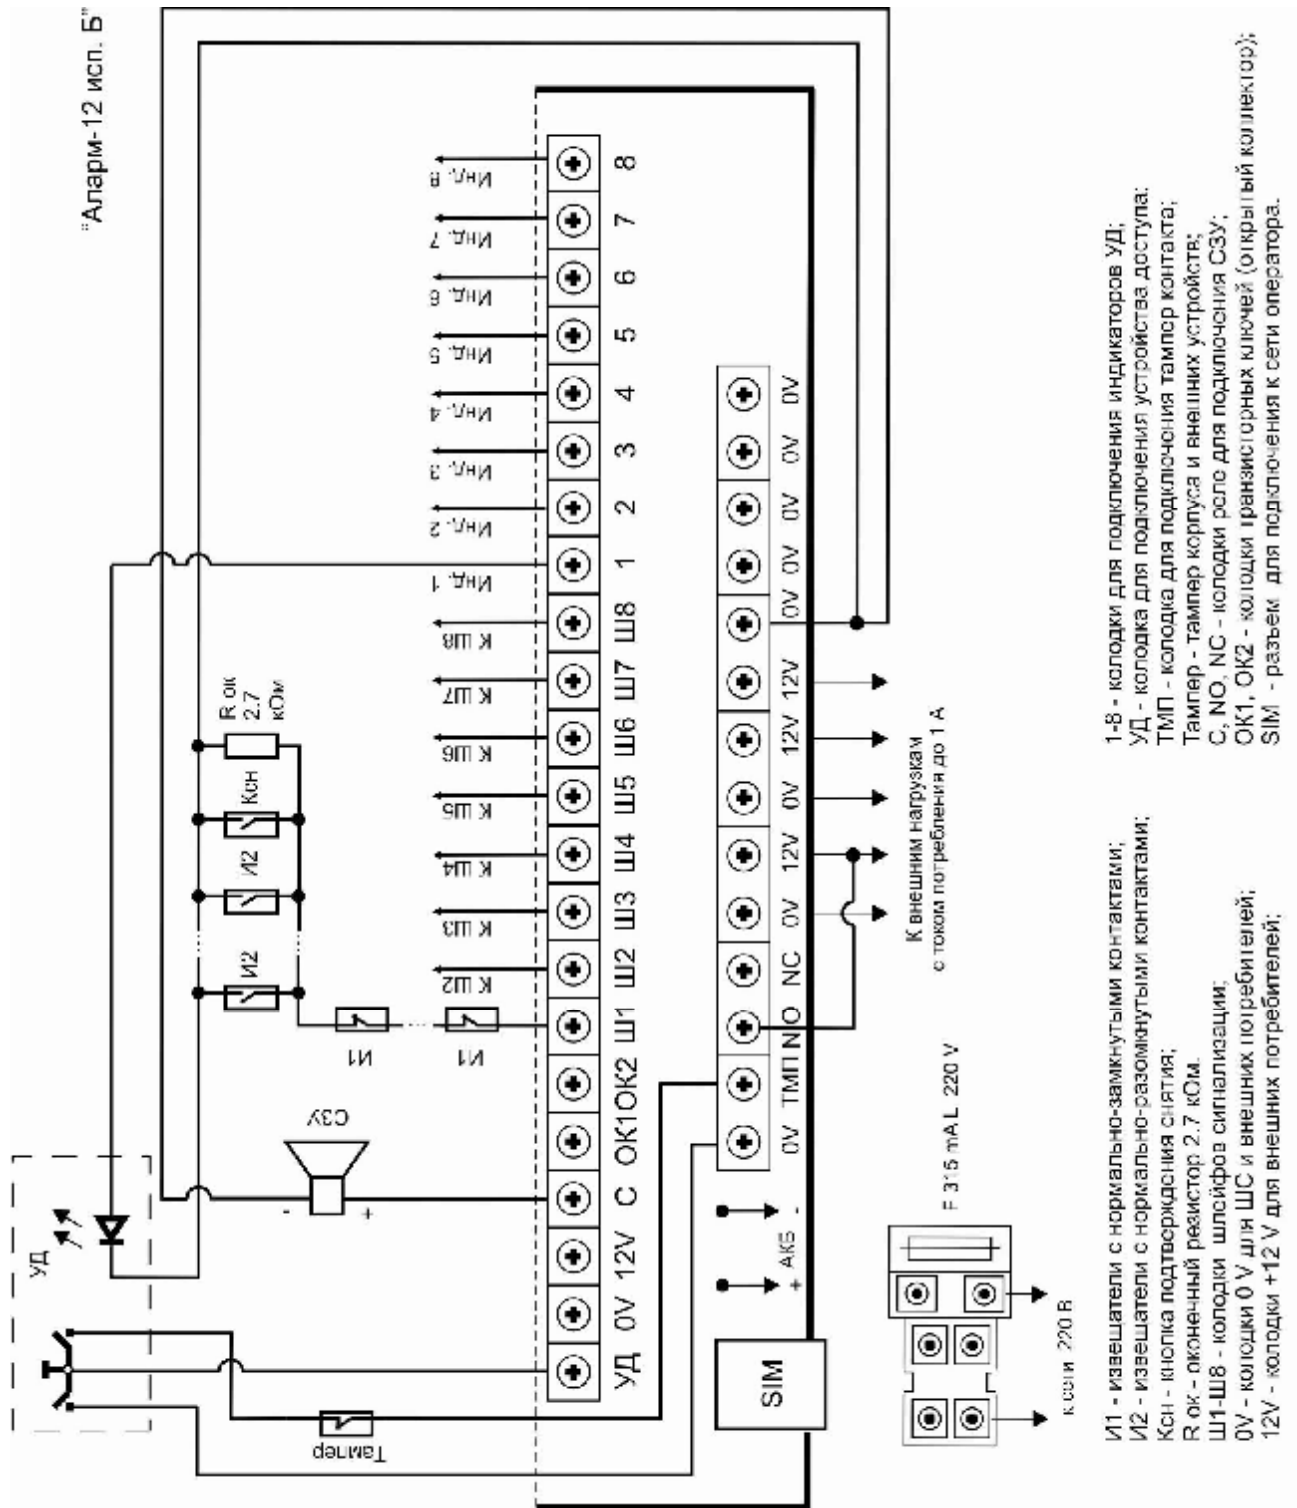 "Аларм-12 исп. Б"
УД
Тампер
СЗУ
-
+
И1
И1
И2
И2
Ксн
R ок
2.7
кОм
К Ш2
К Ш3
К Ш4
К Ш5
К Ш6
К Ш7
К Ш8
Инд. 1
Инд. 2
Инд. 3
Инд. 4
Инд. 5
Инд. 6
Инд. 7
Инд. 8
УД 0V 12V С ОК1 ОК2 Ш1 Ш2 Ш3 Ш4 Ш5 Ш6 Ш7 Ш8 1 2 3 4 5 6 7 8
SIM
+ АКБ -
0V ТМП NO NC 0V 12V 0V 12V 12V 0V 0V 0V 0V 0V
К внешним нагрузкам
с током потребления до 1 А
F 315 mA L 220 V
к сети 220 В
И1 - извещатели с нормально-замкнутыми контактами;
И2 - извещатели с нормально-разомкнутыми контактами;
Ксн - кнопка подтверждения снятия;
R ок - оконечный резистор 2.7 кОм.
Ш1-Ш8 - колодки шлейфов сигнализации;
0V - колодки 0 V для ШС и внешних потребителей;
12V - колодки +12 V для внешних потребителей;
1-8 - колодки для подключения индикаторов УД;
УД - колодка для подключения устройства доступа;
ТМП - колодка для подключения тампер контакта;
Тампер - тампер корпуса и внешних устройств;
C, NO, NC - колодки реле для подключения СЗУ;
ОК1, ОК2 - колодки транзисторных ключей (открытый коллектор);
SIM - разъем для подключения к сети оператора.